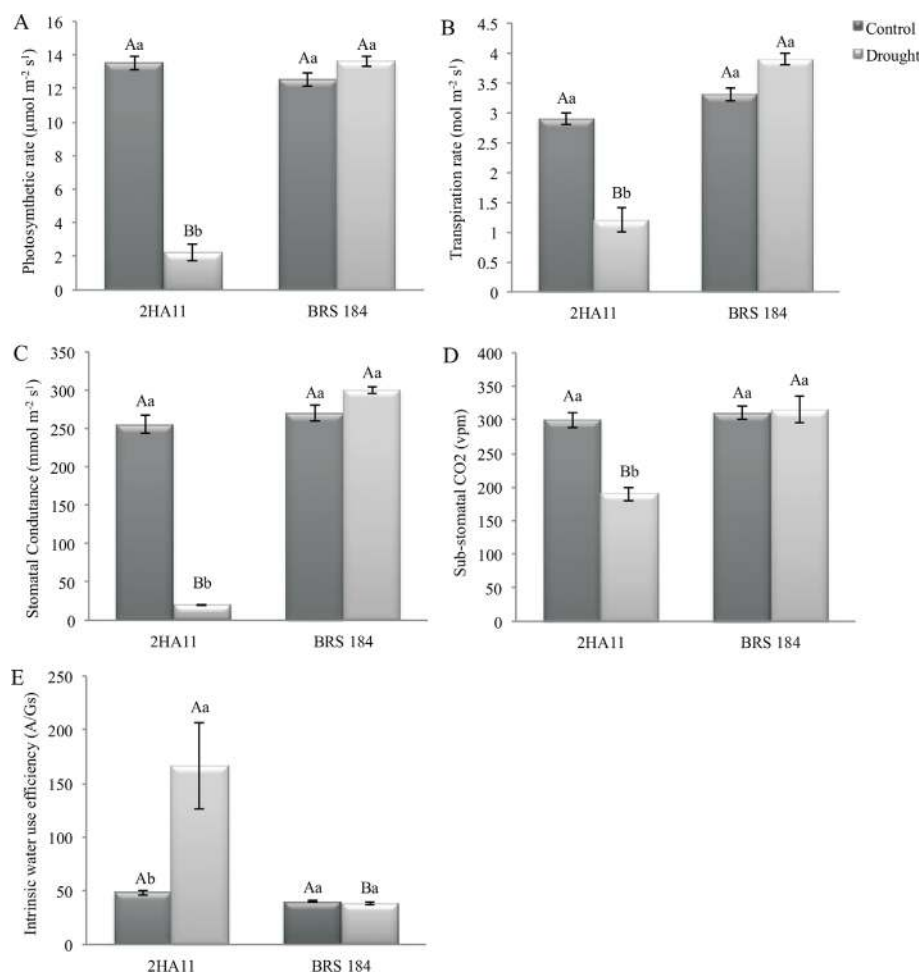 A
Photosynthetic rate (µmol m⁻² s¹)
16
14
12
10
8
6
4
2
0
Aa
Bb
Aa
Aa
2HA11
BRS 184
B
Transpiration rate (mol m⁻² s¹)
4.5
4
3.5
3
2.5
2
1.5
1
0.5
0
Aa
Bb
Aa
Aa
2HA11
BRS 184
Control
Drought
C
Stomatal Condutance (mmol m⁻² s¹)
350
300
250
200
150
100
50
0
Aa
Bb
Aa
Aa
2HA11
BRS 184
D
Sub-stomatal CO2 (vpm)
400
350
300
250
200
150
100
50
0
Aa
Bb
Aa
Aa
2HA11
BRS 184
E
Intrinsic water use efficiency (A/Gs)
250
200
150
100
50
0
Ab
Aa
Aa
Ba
2HA11
BRS 184